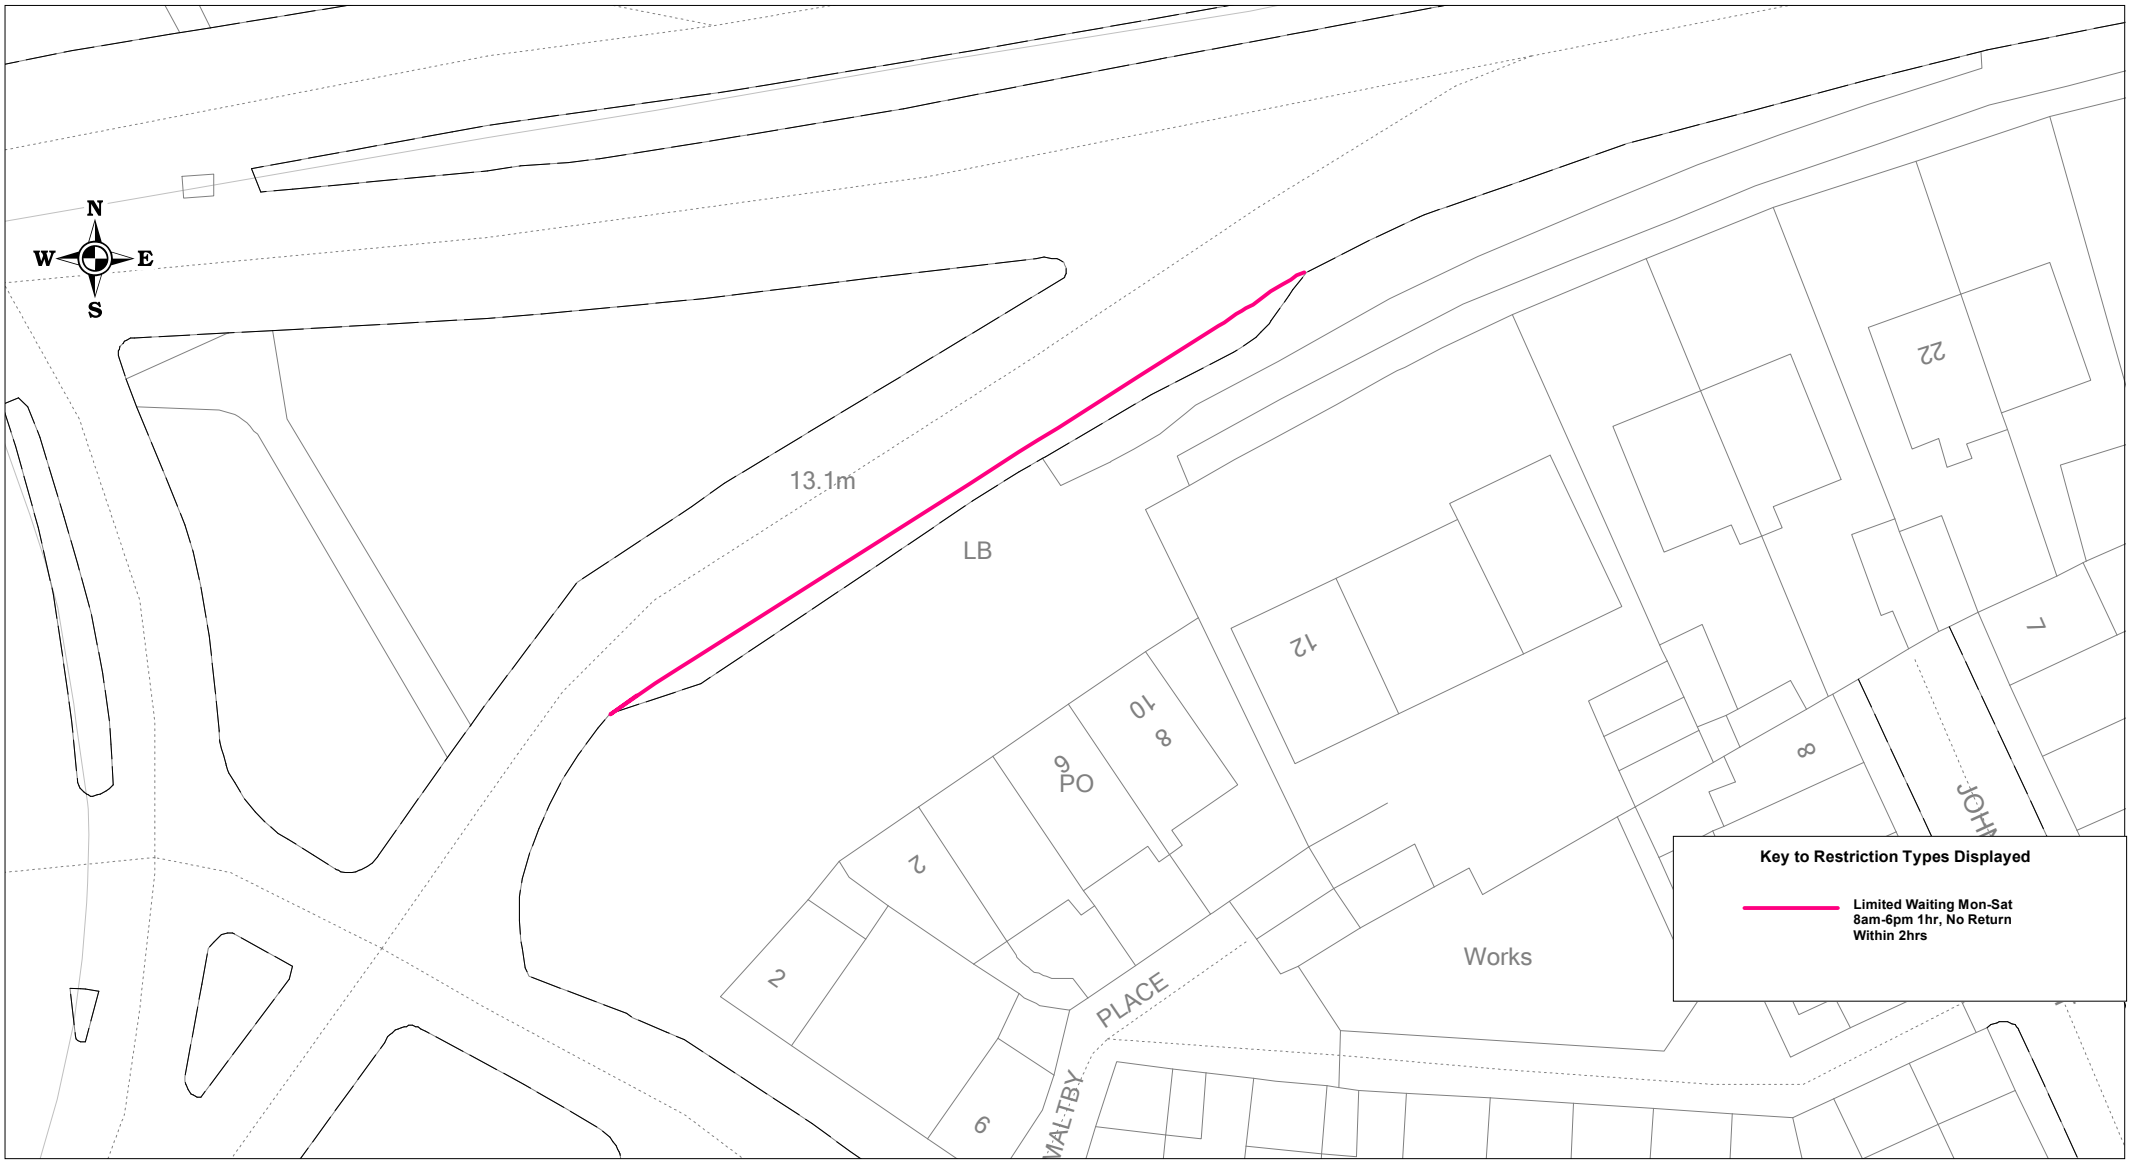 N
W E
S
22
13.1m
LB
12
7
10
8
6
PO
8
2
JOHN
Key to Restriction Types Displayed
Limited Waiting Mon-Sat
8am-6pm 1hr, No Return
Within 2hrs
Works
2
PLACE
MALTBY
6